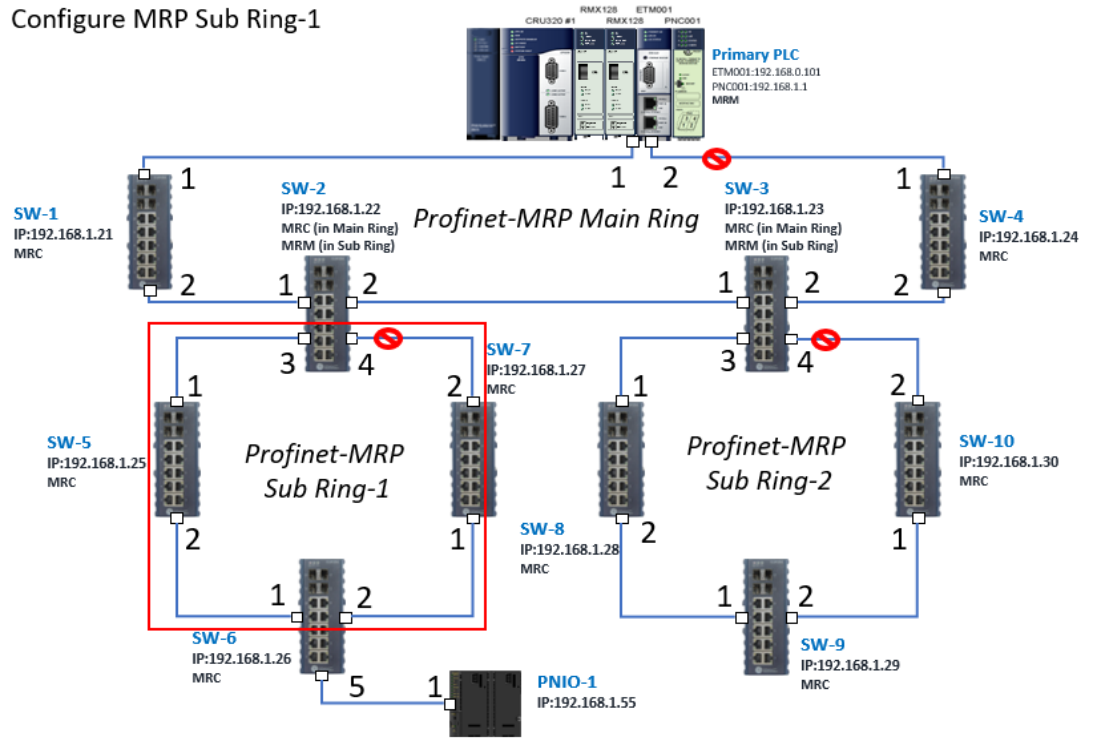 Configure MRP Sub Ring-1
RMX128
ETM001
CRU320 #1
RMX128
PNC001
Primary PLC
ETM001:192.168.0.101
PNC001:192.168.1.1
MRM
1
2
1
1
SW-1
IP:192.168.1.21
MRC
SW-2
IP:192.168.1.22
MRC (in Main Ring)
MRM (in Sub Ring)
Profinet-MRP Main Ring
SW-3
IP:192.168.1.23
MRC (in Main Ring)
MRM (in Sub Ring)
SW-4
IP:192.168.1.24
MRC
2
1
2
1
2
2
3
4
3
4
SW-7
IP:192.168.1.27
MRC
1
2
1
2
SW-5
IP:192.168.1.25
MRC
Profinet-MRP
Sub Ring-1
Profinet-MRP
Sub Ring-2
SW-10
IP:192.168.1.30
MRC
2
1
SW-8
IP:192.168.1.28
MRC
2
1
1
2
1
2
SW-6
IP:192.168.1.26
MRC
SW-9
IP:192.168.1.29
MRC
5
1
PNIO-1
IP:192.168.1.55